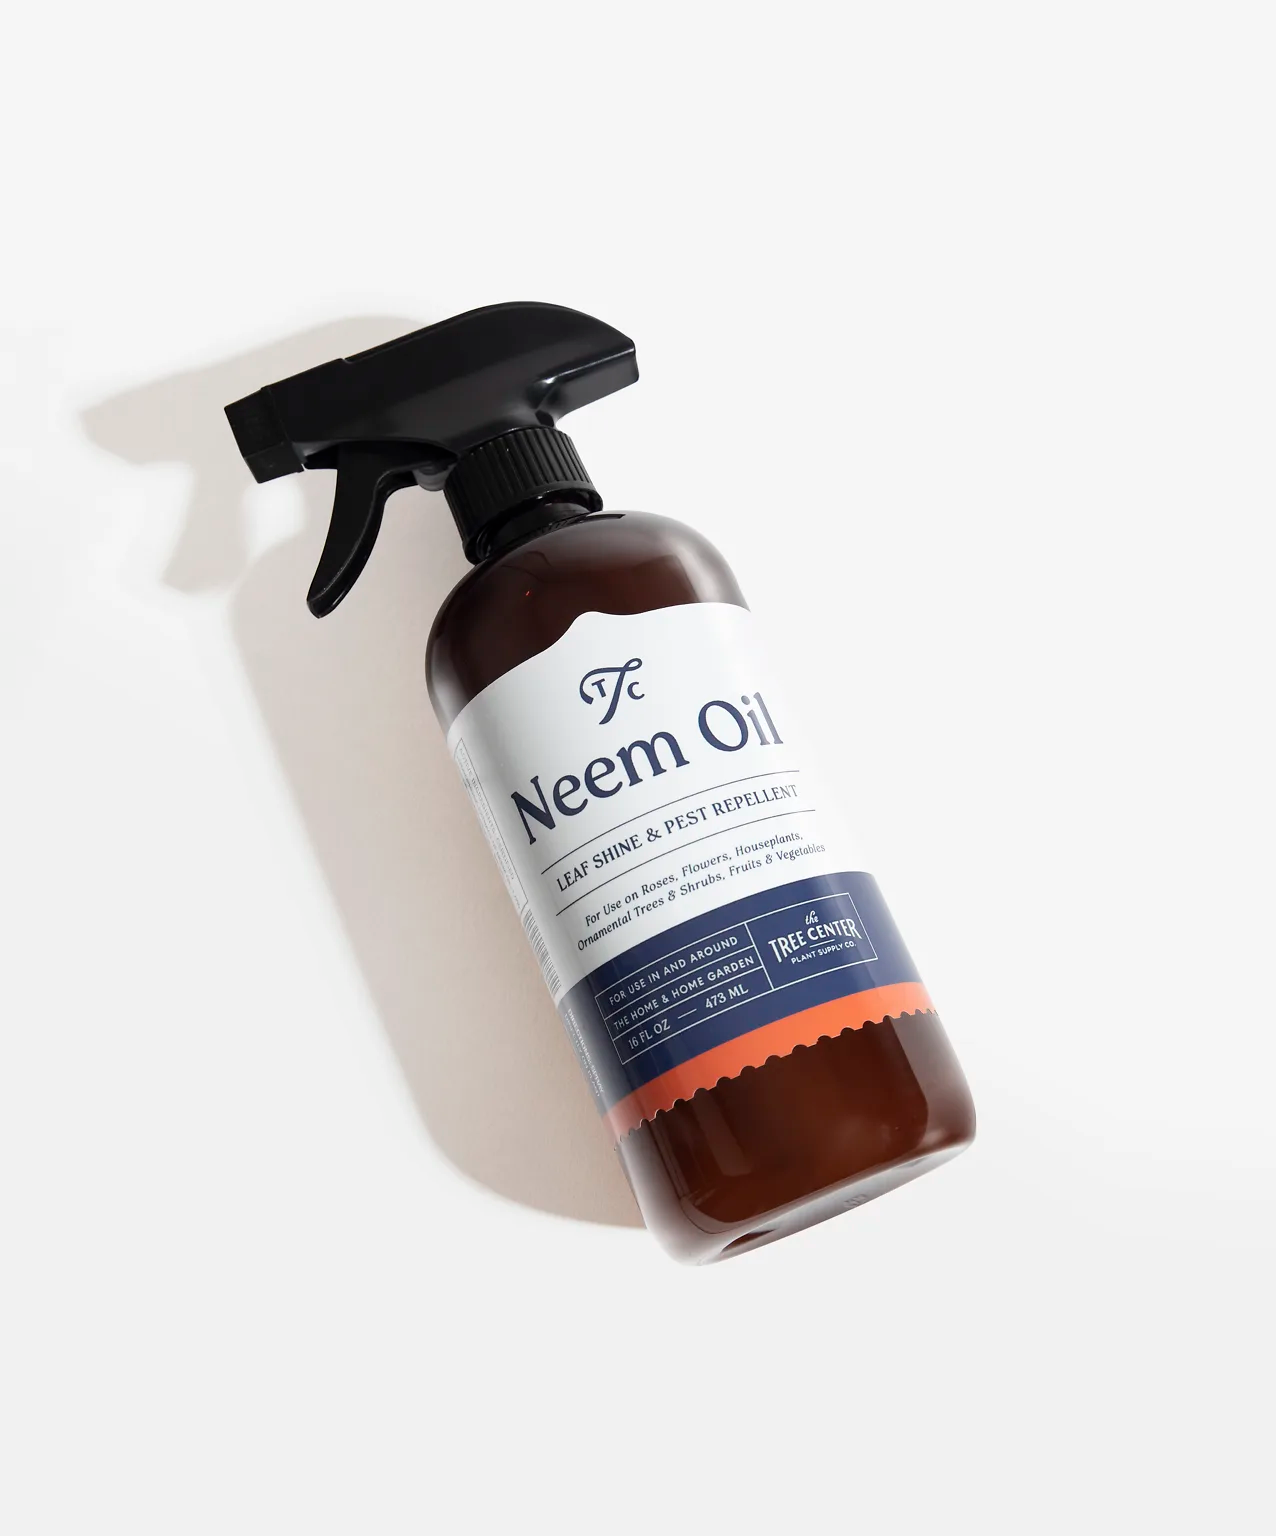 T C
Neem Oil
LEAF SHINE & PEST REPELLENT
For Use on Roses, Flowers, Houseplants,
Ornamental Trees & Shrubs, Fruits & Vegetables
FOR USE IN AND AROUND
THE HOME & HOME GARDEN
16 FL OZ — 473 ML
the
TREE CENTER
PLANT SUPPLY CO.